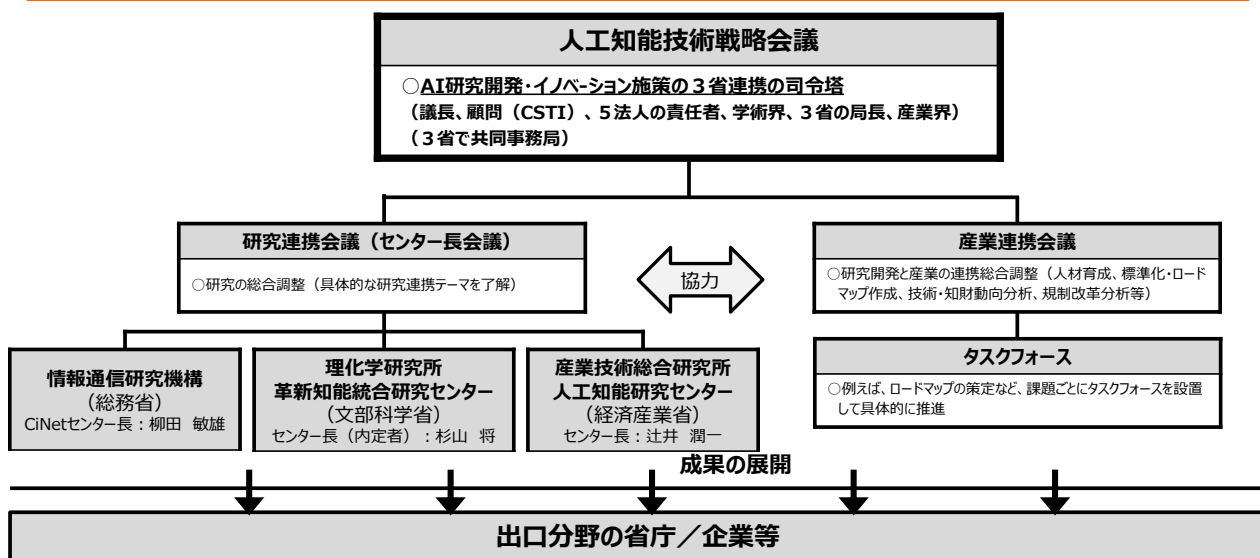 人工知能技術戦略会議
○AI研究開発・イノベーション施策の３省連携の司令塔
（議長、顧問（CSTI）、５法人の責任者、学術界、３省の局長、産業界）
（３省で共同事務局）
研究連携会議（センター長会議）
○研究の総合調整（具体的な研究連携テーマを了解）
協力
産業連携会議
○研究開発と産業の連携総合調整（人材育成、標準化・ロード
マップ作成、技術・知財動向分析、規制改革分析等）
情報通信研究機構
（総務省）
CiNetセンター長：柳田 敏雄
理化学研究所
革新知能統合研究センター
（文部科学省）
センター長（内定者）：杉山 将
産業技術総合研究所
人工知能研究センター
（経済産業省）
センター長：辻井 潤一
タスクフォース
○例えば、ロードマップの策定など、課題ごとにタスクフォースを設置
して具体的に推進
成果の展開
出口分野の省庁／企業等